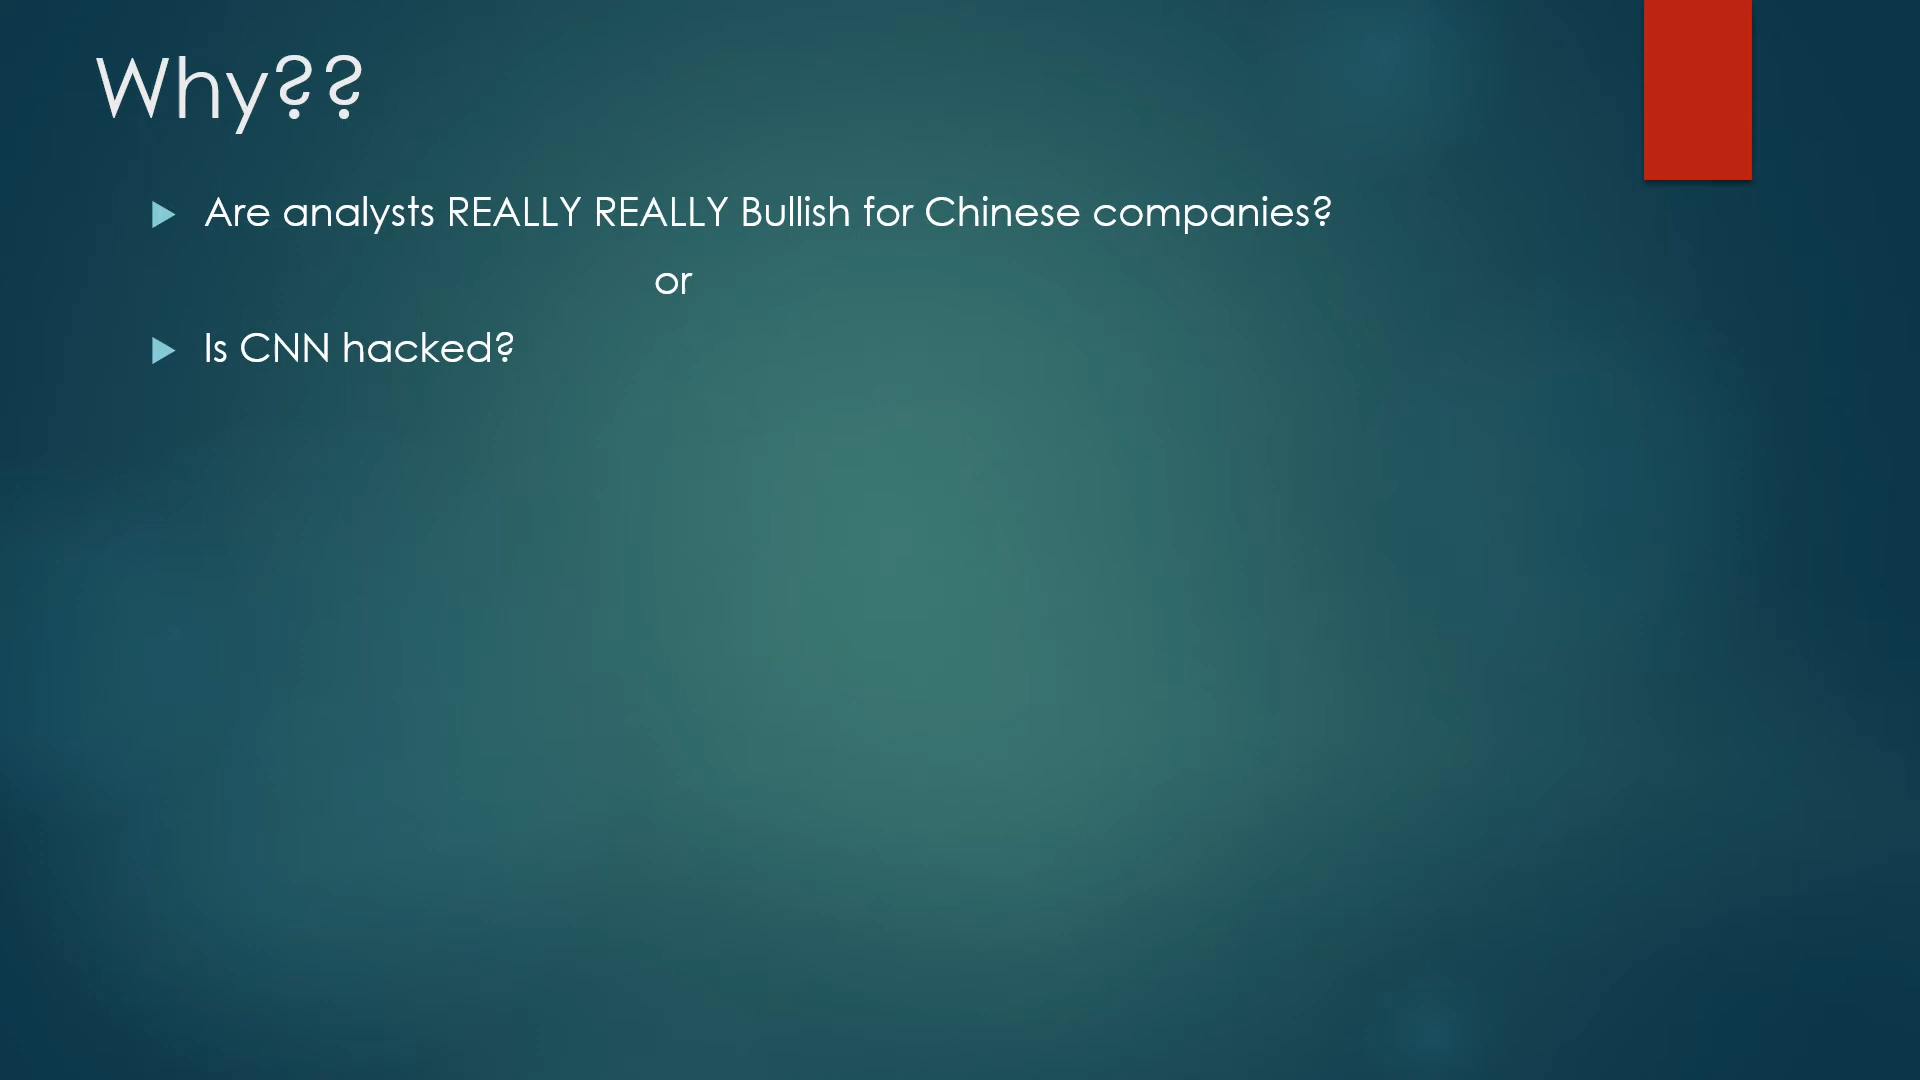 Why??
Are analysts REALLY REALLY Bullish for Chinese companies?
or
Is CNN hacked?